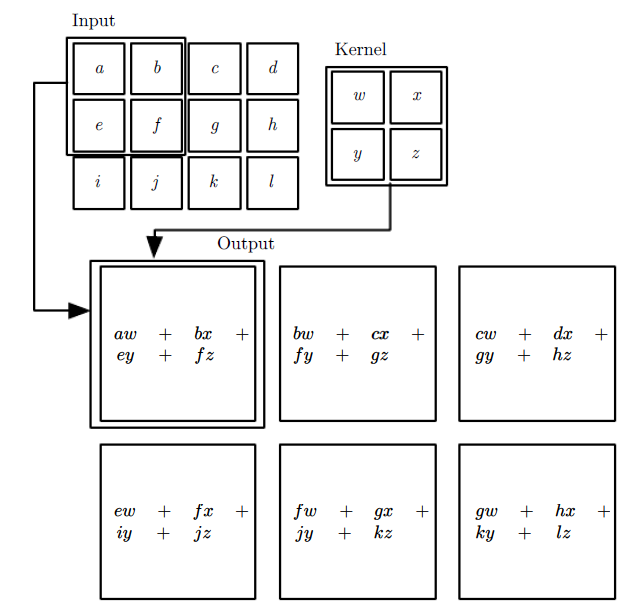 Input
a b c d
e f g h
i j k l
Kernel
w x
y z
Output
aw + bx +
ey + fz
bw + cx +
fy + gz
cw + dx +
gy + hz
ew + fx +
iy + jz
fw + gx +
jy + kz
gw + hx +
ky + lz